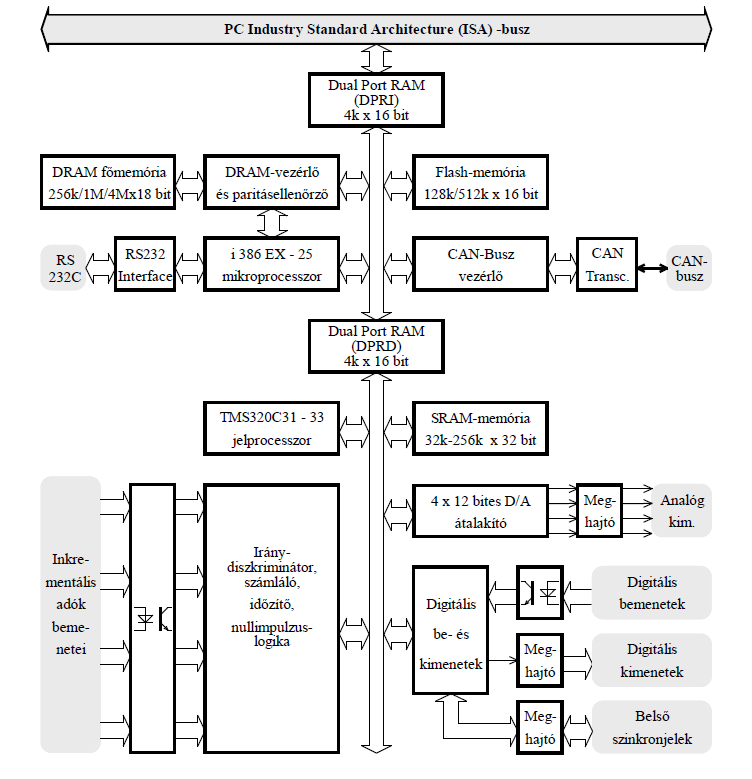 PC Industry Standard Architecture (ISA) -busz
Dual Port RAM
(DPRI)
4k x 16 bit
DRAM főmemória
256k/1M/4Mx18 bit
DRAM-vezérlő
és paritásellenőrző
Flash-memória
128k/512k x 16 bit
RS
232C
RS232
Interface
i 386 EX - 25
mikroprocesszor
CAN-Busz
vezérlő
CAN
Transc.
CAN-
busz
Dual Port RAM
(DPRD)
4k x 16 bit
TMS320C31 - 33
jelprocesszor
SRAM-memória
32k-256k x 32 bit
Inkre-
mentális
adók
beme-
netei
Irány-
diszkriminátor,
számláló,
időzítő,
nullimpulzus-
logika
4 x 12 bites D/A
átalakító
Meg-
hajtó
Analóg
kim.
Digitális
be- és
kimenetek
Digitális
bemenetek
Meg-
hajtó
Digitális
kimenetek
Meg-
hajtó
Belső
szinkronjelek